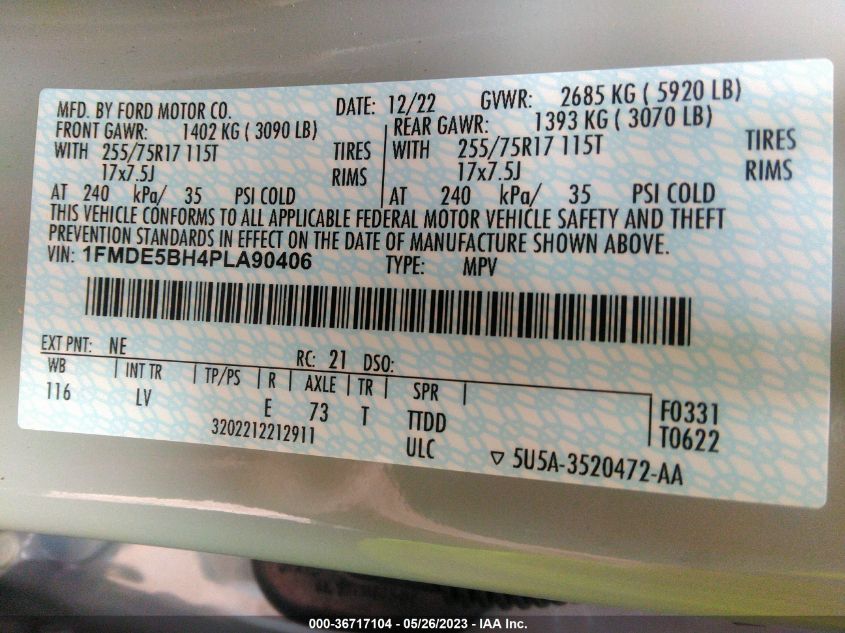 MFD. BY FORD MOTOR CO. DATE: 12/22 GVWR: 2685 KG ( 5920 LB)
FRONT GAWR: 1402 KG ( 3090 LB) REAR GAWR: 1393 KG ( 3070 LB)
WITH 255/75R17 115T TIRES WITH 255/75R17 115T TIRES
17x7.5J RIMS 17x7.5J RIMS
AT 240 kPa/ 35 PSI COLD AT 240 kPa/ 35 PSI COLD
THIS VEHICLE CONFORMS TO ALL APPLICABLE FEDERAL MOTOR VEHICLE SAFETY AND THEFT
PREVENTION STANDARDS IN EFFECT ON THE DATE OF MANUFACTURE SHOWN ABOVE.
VIN: 1FMDE5BH4PLA90406 TYPE: MPV
EXT PNT: NE RC: 21 DSO:
WB INT TR TP/PS R AXLE TR SPR
116 LV E 73 T TTDD F0331
3202212212911 ULC T0622
5U5A-3520472-AA
000-36717104 - 05/26/2023 - IAA Inc.